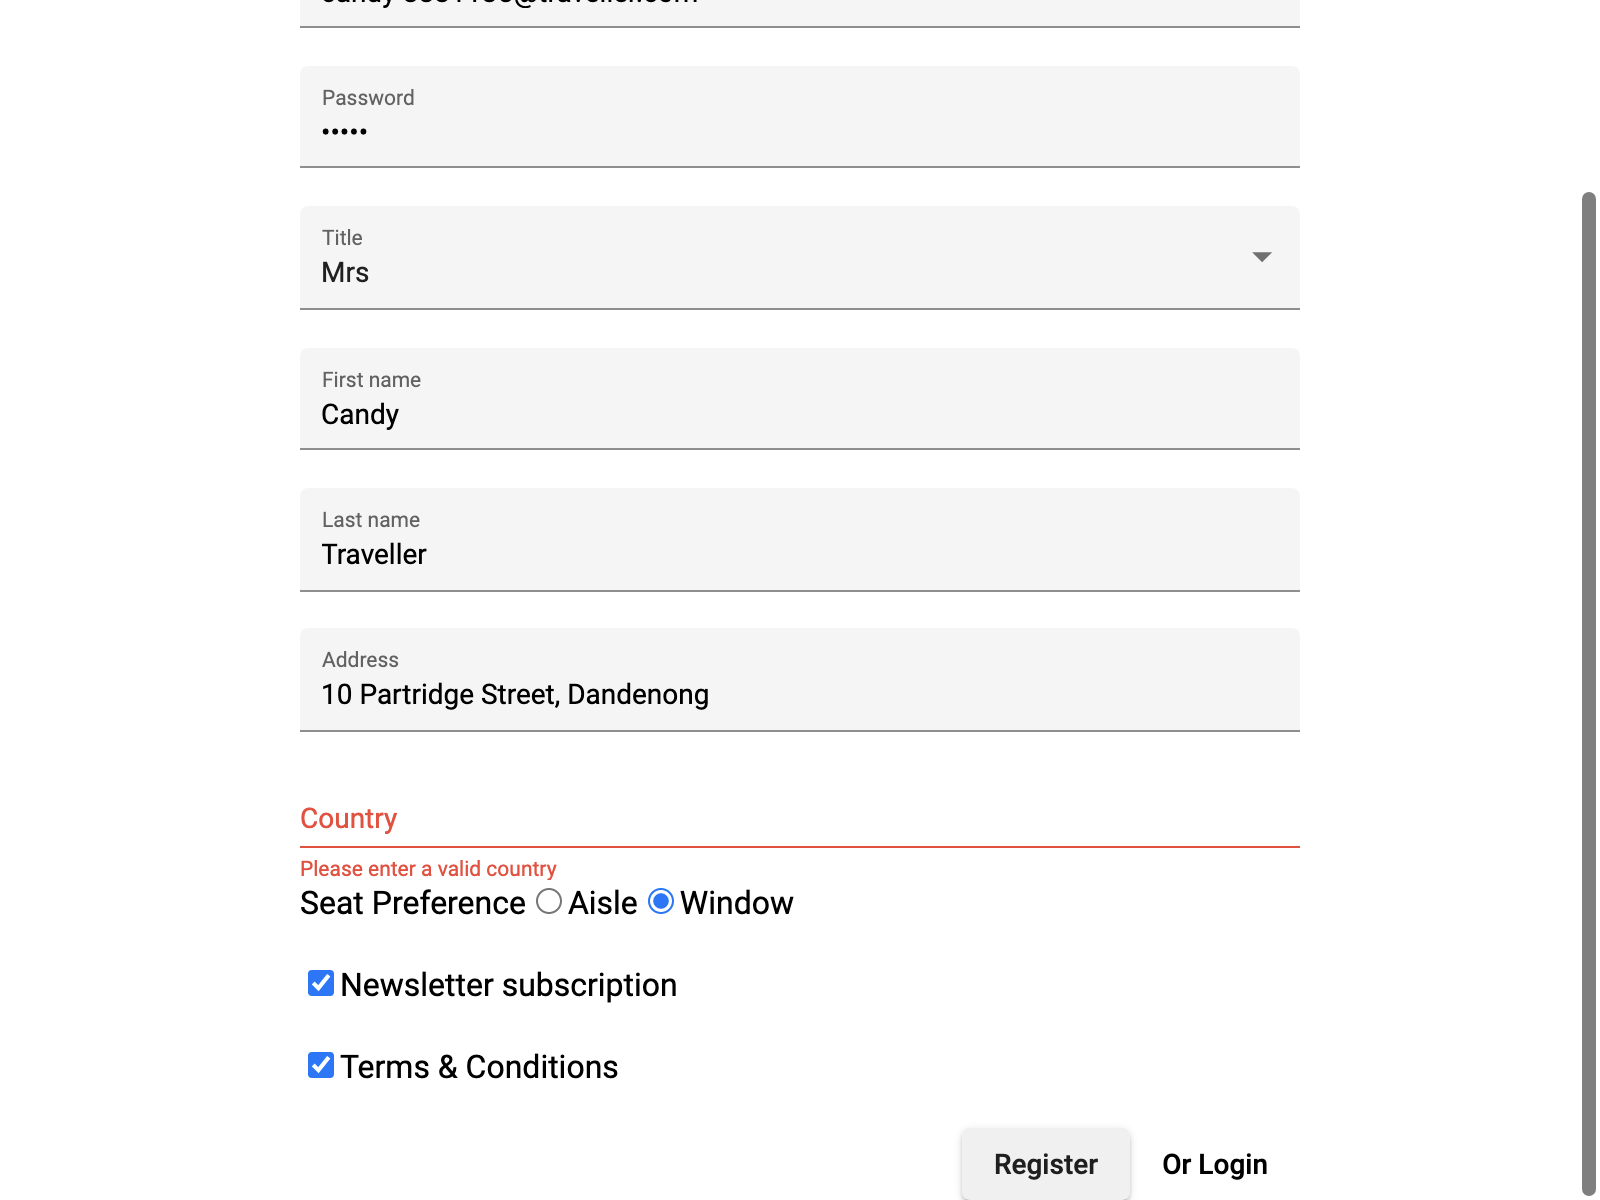 Password
•••••
Title
Mrs
First name
Candy
Last name
Traveller
Address
10 Partridge Street, Dandenong
Country
Please enter a valid country
Seat Preference Aisle Window
Newsletter subscription
Terms & Conditions
Register Or Login